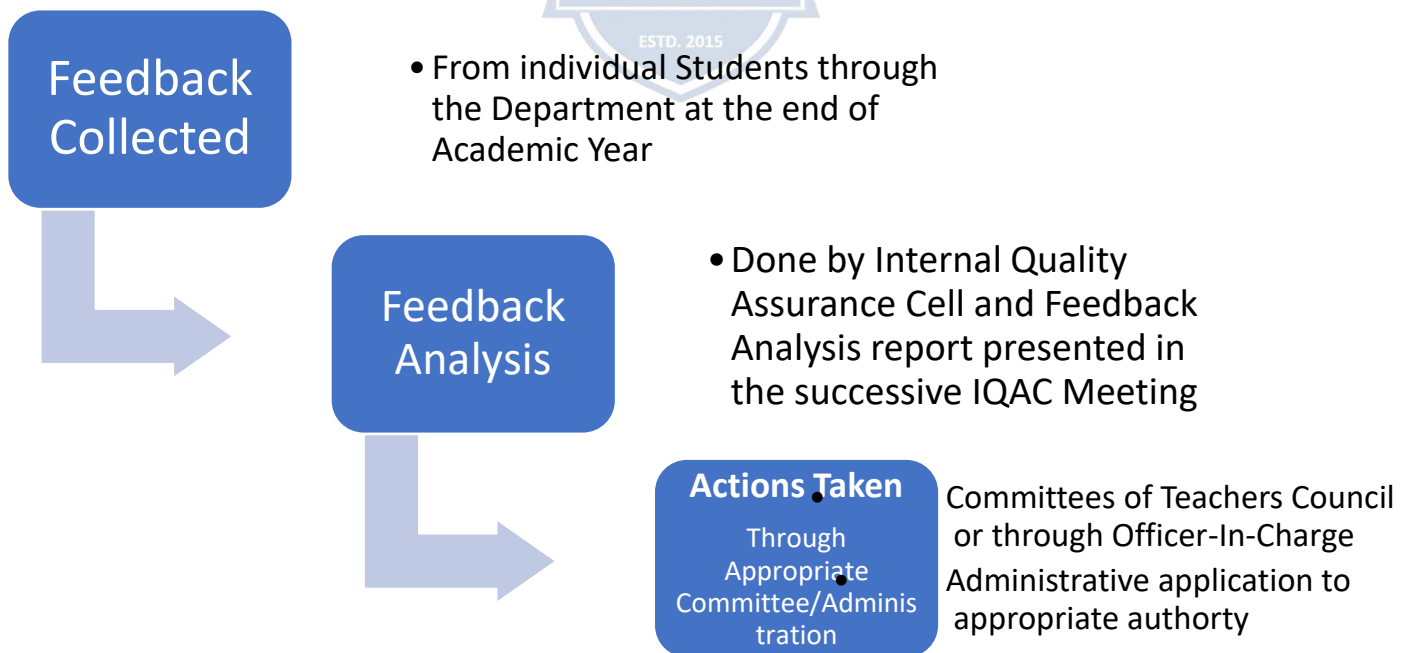 ESTD. 2015
Feedback
Collected
• From individual Students through
the Department at the end of
Academic Year
Feedback
Analysis
• Done by Internal Quality
Assurance Cell and Feedback
Analysis report presented in
the successive IQAC Meeting
Actions Taken
Through
Appropriate
Committee/Adminis
tration
• Committees of Teachers Council
or through Officer-In-Charge
• Administrative application to
appropriate authorty